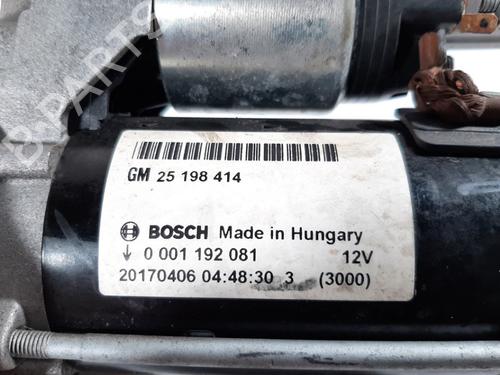 B-PARTS
GM 25 198 414
BOSCH Made in Hungary
↓ 0 001 192 081 12V
20170406 04:48:30 3 (3000)